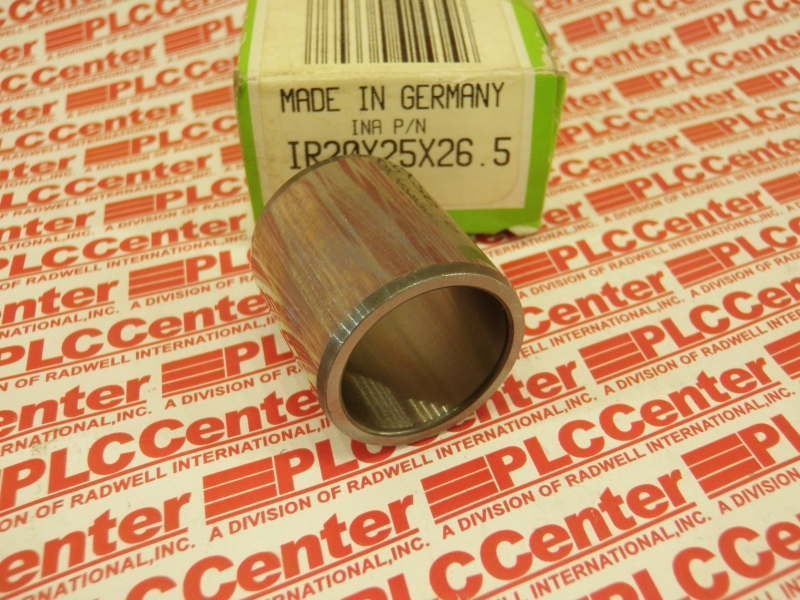 MADE IN GERMANY
INA P/N
IR20X25X26.5
PLCCenter
A DIVISION OF RADWELL INTERNATIONAL,INC.